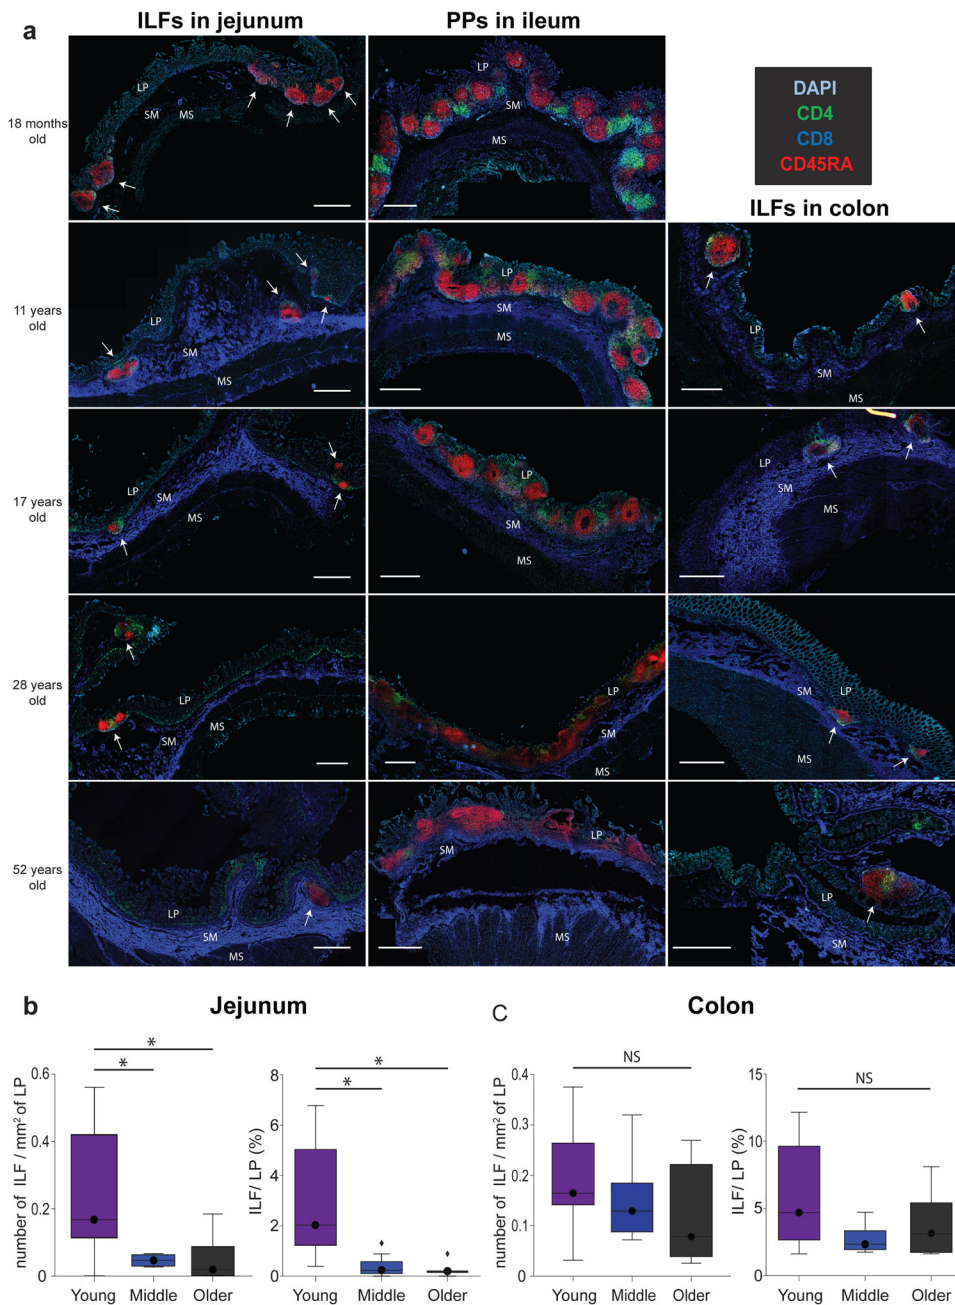 a
ILFs in jejunum
PPs in ileum
18 months
old
LP
SM
MS
LP
SM
MS
DAPI
CD4
CD8
CD45RA
ILFs in colon
11 years
old
LP
SM
MS
LP
SM
MS
LP
SM
MS
17 years
old
LP
SM
MS
LP
SM
MS
LP
SM
MS
28 years
old
LP
SM
MS
LP
SM
MS
LP
SM
MS
52 years
old
LP
SM
MS
LP
SM
MS
LP
SM
b
Jejunum
number of ILF / mm² of LP
0.6
0.4
0.2
0
*
*
Young
Middle
Older
ILF/ LP (%)
8
6
4
2
0
*
*
Young
Middle
Older
C
Colon
number of ILF / mm² of LP
0.4
0.3
0.2
0.1
0
NS
Young
Middle
Older
ILF/ LP (%)
15
10
5
0
NS
Young
Middle
Older